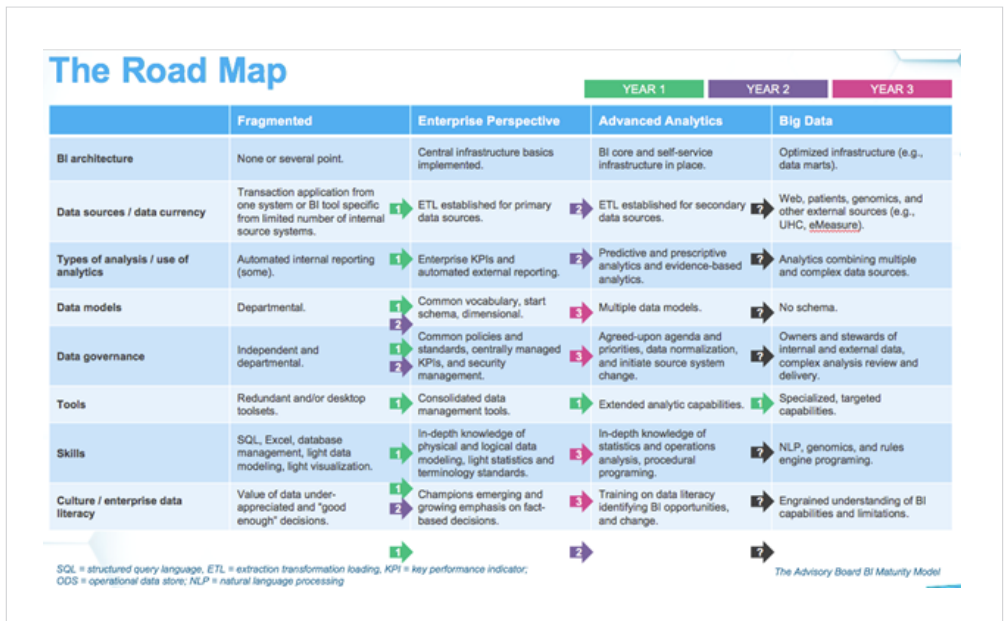 The Road Map
YEAR 1
YEAR 2
YEAR 3
Fragmented
Enterprise Perspective
Advanced Analytics
Big Data
BI architecture
None or several point.
Central infrastructure basics
implemented.
BI core and self-service
infrastructure in place.
Optimized infrastructure (e.g.,
data marts).
Data sources / data currency
Transaction application from
one system or BI tool specific
from limited number of internal
source systems.
1
ETL established for primary
data sources.
2
ETL established for secondary
data sources.
?
Web, patients, genomics, and
other external sources (e.g.,
UHC, eMeasure).
Types of analysis / use of
analytics
Automated internal reporting
(some).
1
Enterprise KPIs and
automated external reporting.
2
Predictive and prescriptive
analytics and evidence-based
analytics.
?
Analytics combining multiple
and complex data sources.
Data models
Departmental.
1
2
Common vocabulary, start
schema, dimensional.
3
Multiple data models.
?
No schema.
Data governance
Independent and
departmental.
1
2
Common policies and
standards, centrally managed
KPIs, and security
management.
3
Agreed-upon agenda and
priorities, data normalization,
and initiate source system
change.
?
Owners and stewards of
internal and external data,
complex analysis review and
delivery.
Tools
Redundant and/or desktop
toolsets.
1
Consolidated data
management tools.
1
Extended analytic capabilities.
1
Specialized, targeted
capabilities.
Skills
SQL, Excel, database
management, light data
modeling, light visualization.
1
In-depth knowledge of
physical and logical data
modeling, light statistics and
terminology standards.
3
In-depth knowledge of
statistics and operations
analysis, procedural
programing.
?
NLP, genomics, and rules
engine programing.
Culture / enterprise data
literacy
Value of data under-
appreciated and "good
enough" decisions.
1
2
Champions emerging and
growing emphasis on fact-
based decisions.
3
Training on data literacy
identifying BI opportunities,
and change.
?
Engrained understanding of BI
capabilities and limitations.
1
2
?
SQL = structured query language, ETL = extraction transformation loading, KPI = key performance indicator;
ODS = operational data store; NLP = natural language processing
The Advisory Board BI Maturity Model